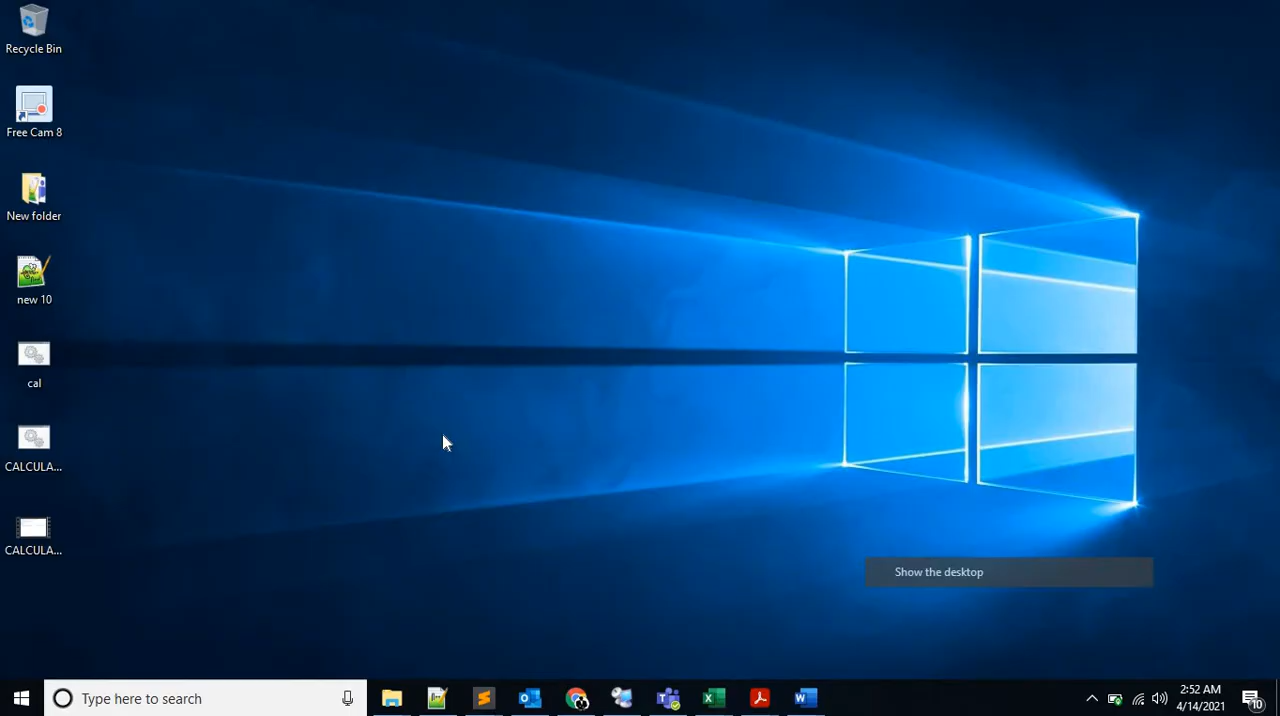 Recycle Bin
Free Cam 8
New folder
new 10
cal
CALCULA...
CALCULA...
Show the desktop
Type here to search
2:52 AM
4/14/2021
10